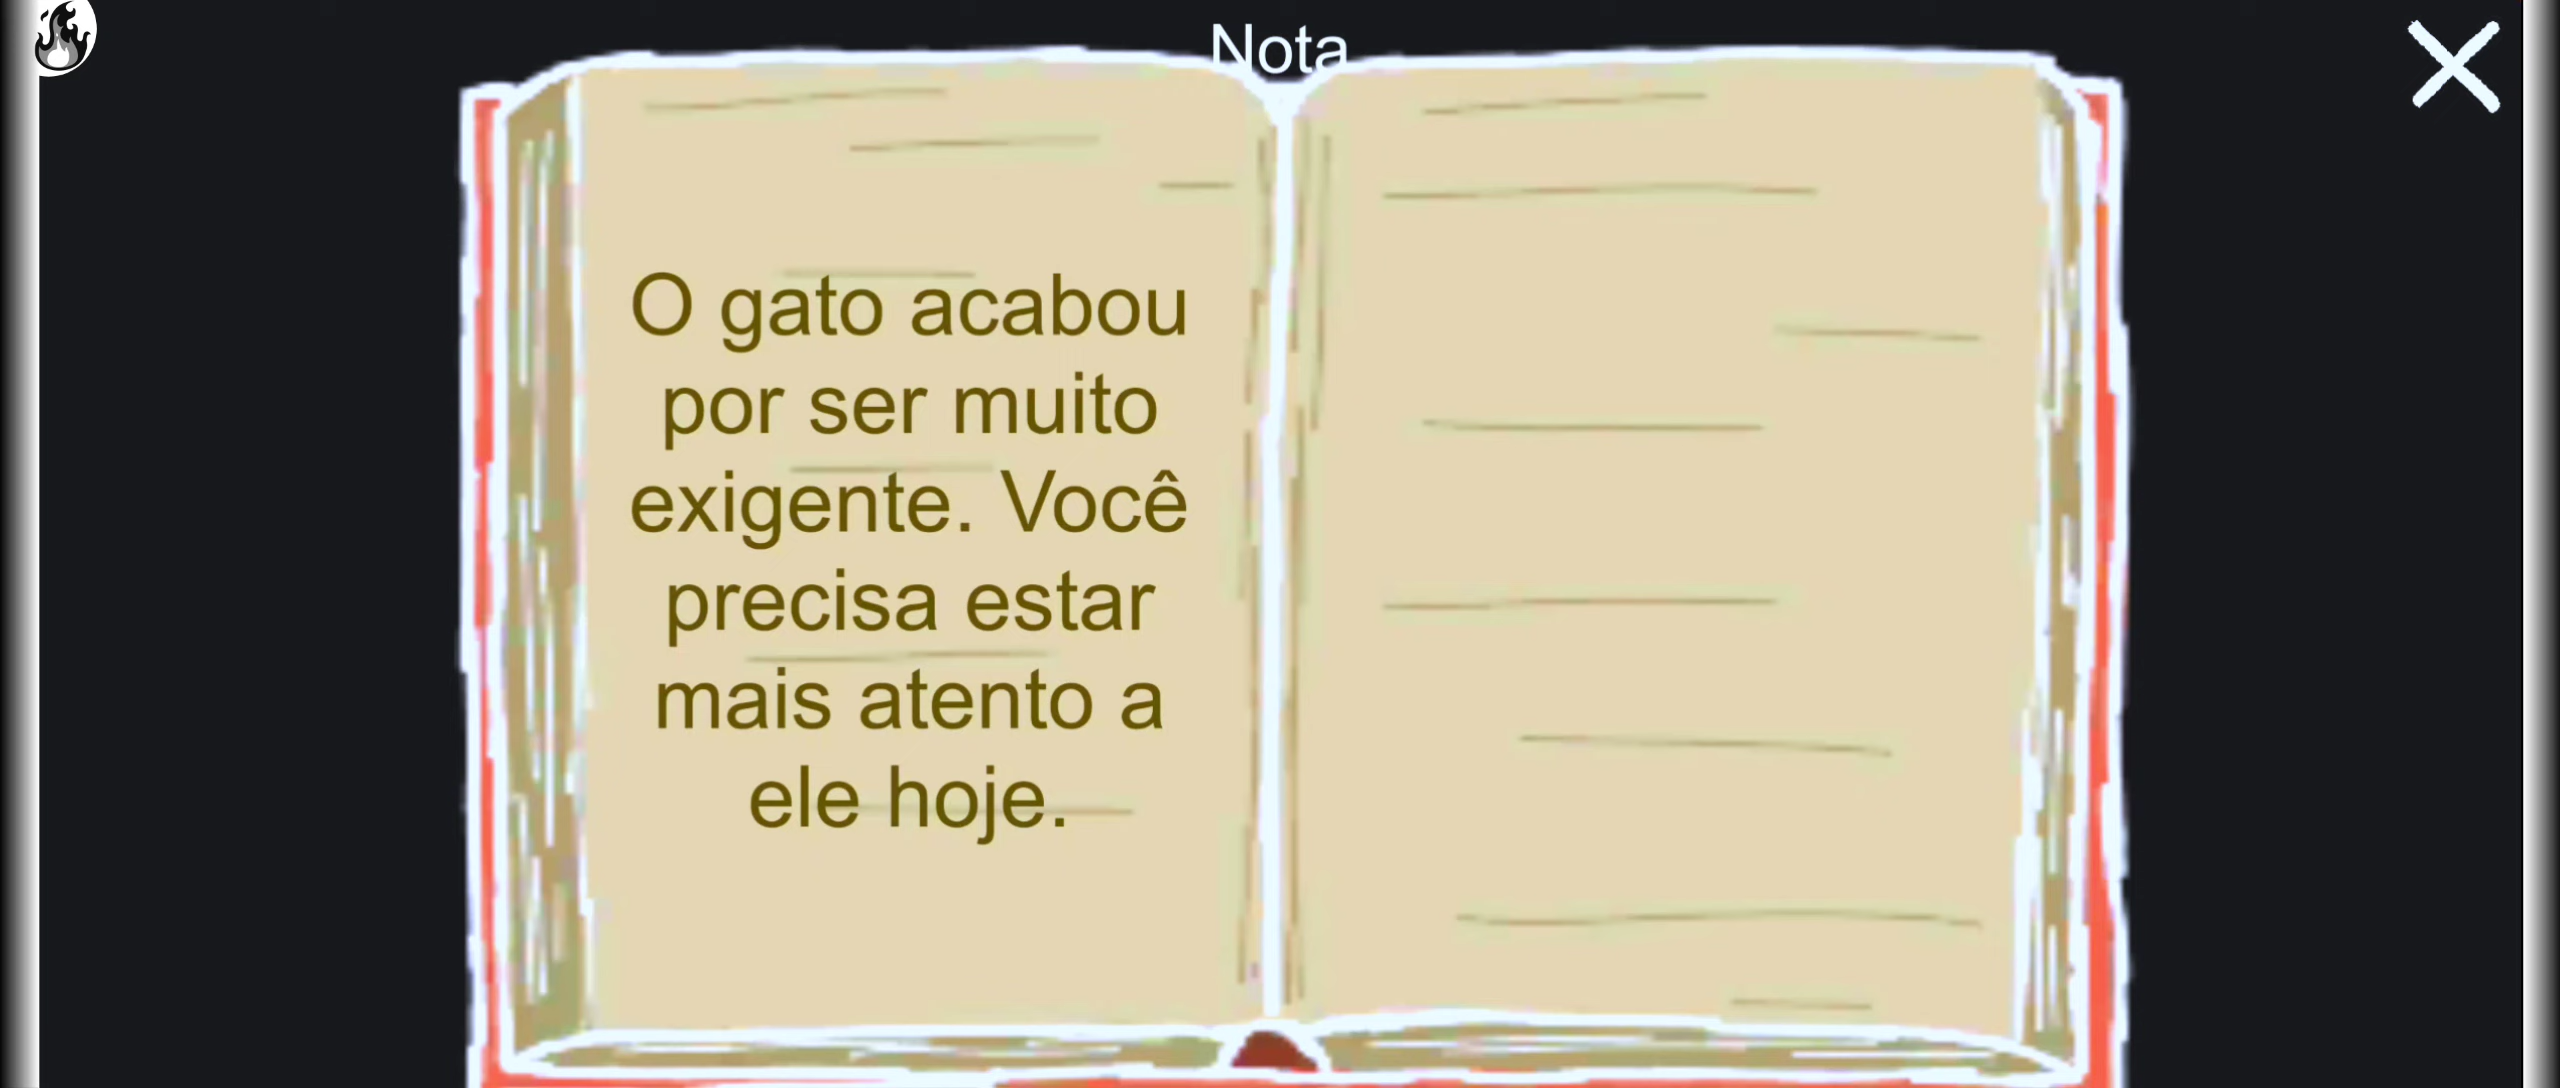 Nota
O gato acabou
por ser muito
exigente. Você
precisa estar
mais atento a
ele hoje.